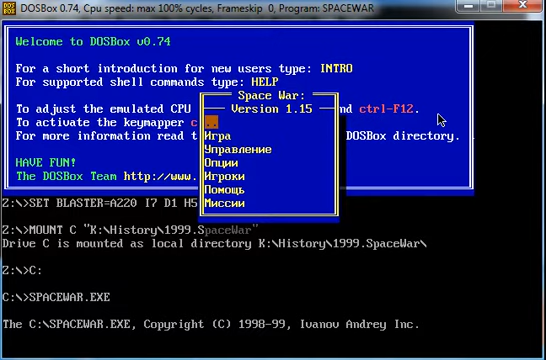 DOSBox 0.74, Cpu speed: max 100% cycles, Frameskip 0, Program: SPACEWAR
Welcome to DOSBox v0.74
For a short introduction for new users type: INTRO
For supported shell commands type: HELP
To adjust the emulated CPU nd ctrl-F12.
To activate the keymapper c
For more information read t DOSBox directory.
HAVE FUN!
The DOSBox Team http://www.
Space War:
Version 1.15
..
Игра
Управление
Опции
Игроки
Помощь
Миссии
Z:\>SET BLASTER=A220 I7 D1 H5
Z:\>MOUNT C "K:\History\1999.SpaceWar"
Drive C is mounted as local directory K:\History\1999.SpaceWar\
Z:\>C:
C:\>SPACEWAR.EXE
The C:\SPACEWAR.EXE, Copyright (C) 1998-99, Ivanov Andrey Inc.